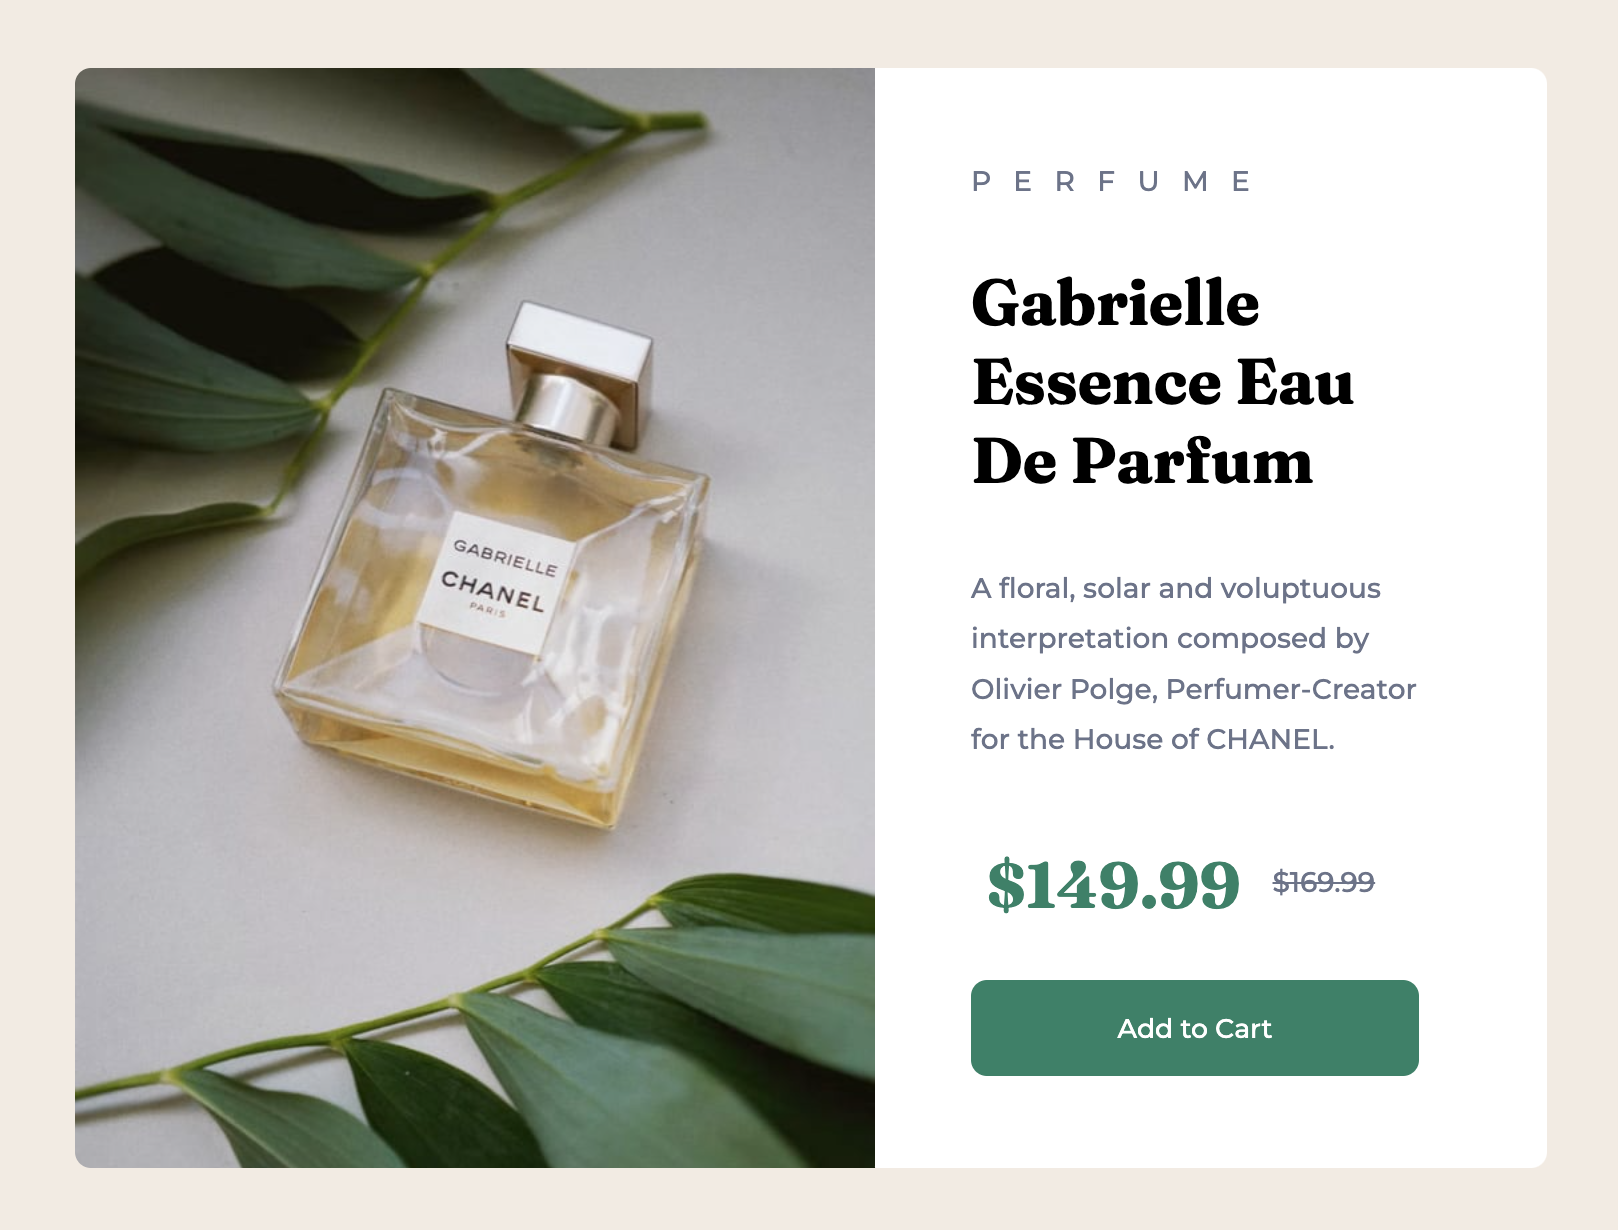 GABRIELLE
CHANEL
PARIS
PERFUME
Gabrielle
Essence Eau
De Parfum
A floral, solar and voluptuous
interpretation composed by
Olivier Polge, Perfumer-Creator
for the House of CHANEL.
$149.99 $169.99
Add to Cart